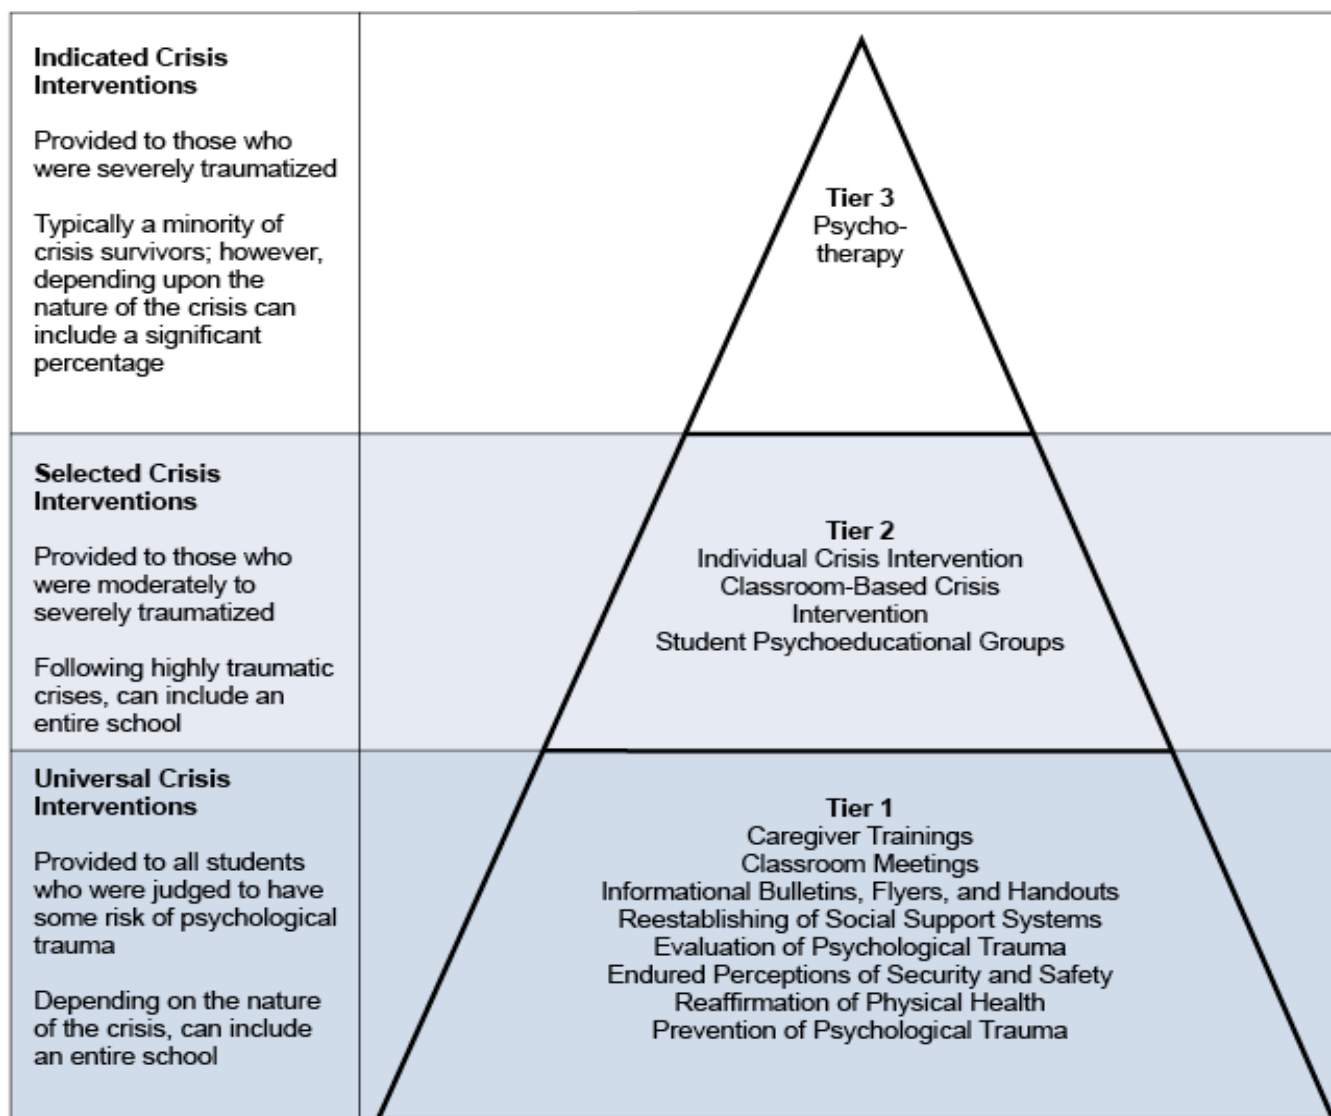 Indicated Crisis
Interventions
Provided to those who
were severely traumatized
Typically a minority of
crisis survivors; however,
depending upon the
nature of the crisis can
include a significant
percentage
Tier 3
Psycho-
therapy
Selected Crisis
Interventions
Provided to those who
were moderately to
severely traumatized
Following highly traumatic
crises, can include an
entire school
Tier 2
Individual Crisis Intervention
Classroom-Based Crisis
Intervention
Student Psychoeducational Groups
Universal Crisis
Interventions
Provided to all students
who were judged to have
some risk of psychological
trauma
Depending on the nature
of the crisis, can include
an entire school
Tier 1
Caregiver Trainings
Classroom Meetings
Informational Bulletins, Flyers, and Handouts
Reestablishing of Social Support Systems
Evaluation of Psychological Trauma
Endured Perceptions of Security and Safety
Reaffirmation of Physical Health
Prevention of Psychological Trauma